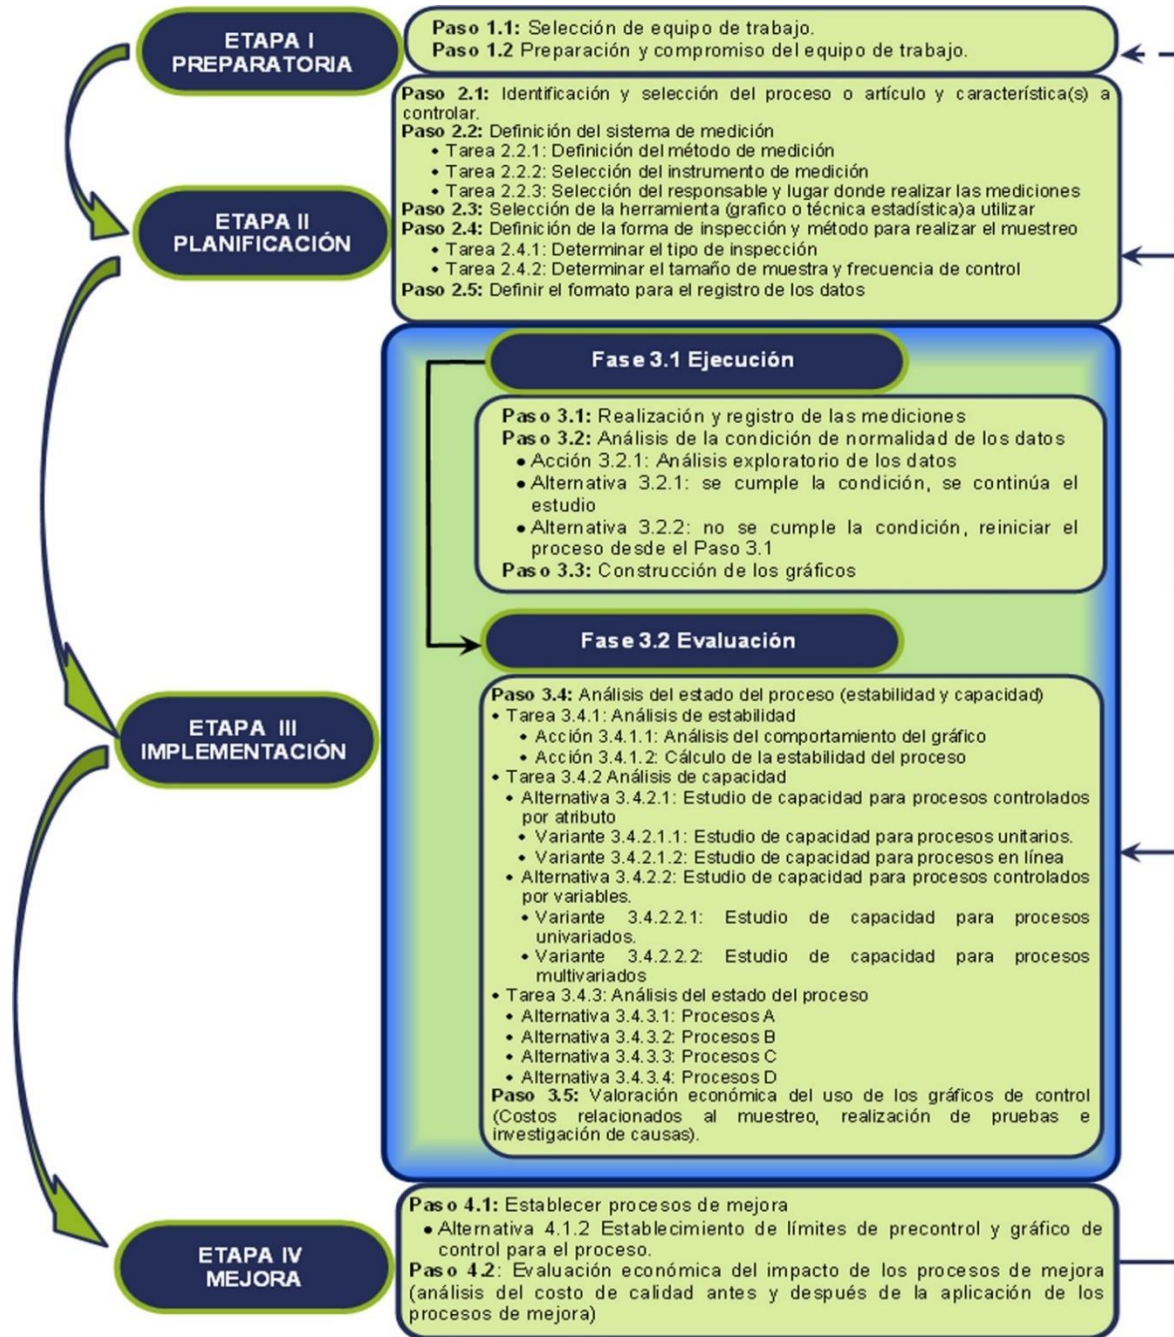 ETAPA I
PREPARATORIA
Paso 1.1: Selección de equipo de trabajo.
Paso 1.2 Preparación y compromiso del equipo de trabajo.
ETAPA II
PLANIFICACIÓN
Paso 2.1: Identificación y selección del proceso o artículo y característica(s) a
controlar.
Paso 2.2: Definición del sistema de medición
• Tarea 2.2.1: Definición del método de medición
• Tarea 2.2.2: Selección del instrumento de medición
• Tarea 2.2.3: Selección del responsable y lugar donde realizar las mediciones
Paso 2.3: Selección de la herramienta (grafico o técnica estadística)a utilizar
Paso 2.4: Definición de la forma de inspección y método para realizar el muestreo
• Tarea 2.4.1: Determinar el tipo de inspección
• Tarea 2.4.2: Determinar el tamaño de muestra y frecuencia de control
Paso 2.5: Definir el formato para el registro de los datos
ETAPA III
IMPLEMENTACIÓN
Fase 3.1 Ejecución
Paso 3.1: Realización y registro de las mediciones
Paso 3.2: Análisis de la condición de normalidad de los datos
• Acción 3.2.1: Análisis exploratorio de los datos
• Alternativa 3.2.1: se cumple la condición, se continúa el
estudio
• Alternativa 3.2.2: no se cumple la condición, reiniciar el
proceso desde el Paso 3.1
Paso 3.3: Construcción de los gráficos
Fase 3.2 Evaluación
Paso 3.4: Análisis del estado del proceso (estabilidad y capacidad)
• Tarea 3.4.1: Análisis de estabilidad
• Acción 3.4.1.1: Análisis del comportamiento del gráfico
• Acción 3.4.1.2: Cálculo de la estabilidad del proceso
• Tarea 3.4.2 Análisis de capacidad
• Alternativa 3.4.2.1: Estudio de capacidad para procesos controlados
por atributo
• Variante 3.4.2.1.1: Estudio de capacidad para procesos unitarios.
• Variante 3.4.2.1.2: Estudio de capacidad para procesos en línea
• Alternativa 3.4.2.2: Estudio de capacidad para procesos controlados
por variables.
• Variante 3.4.2.2.1: Estudio de capacidad para procesos
univariados.
• Variante 3.4.2.2.2: Estudio de capacidad para procesos
multivariados
• Tarea 3.4.3: Análisis del estado del proceso
• Alternativa 3.4.3.1: Procesos A
• Alternativa 3.4.3.2: Procesos B
• Alternativa 3.4.3.3: Procesos C
• Alternativa 3.4.3.4: Procesos D
Paso 3.5: Valoración económica del uso de los gráficos de control
(Costos relacionados al muestreo, realización de pruebas e
investigación de causas).
ETAPA IV
MEJORA
Paso 4.1: Establecer procesos de mejora
• Alternativa 4.1.2 Establecimiento de límites de precontrol y gráfico de
control para el proceso.
Paso 4.2: Evaluación económica del impacto de los procesos de mejora
(análisis del costo de calidad antes y después de la aplicación de los
procesos de mejora)